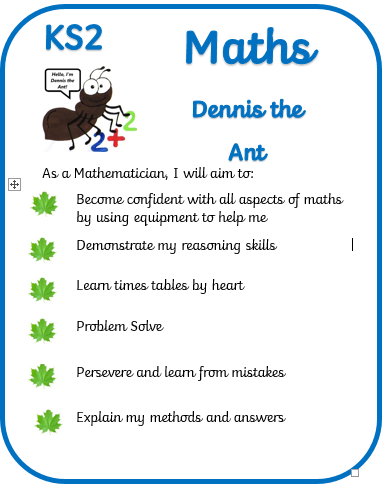 KS2
Maths
Hello, I'm
Dennis the
Ant!
2+2
Dennis the
Ant
As a Mathematician, I will aim to:
Become confident with all aspects of maths
by using equipment to help me
Demonstrate my reasoning skills
Learn times tables by heart
Problem Solve
Persevere and learn from mistakes
Explain my methods and answers